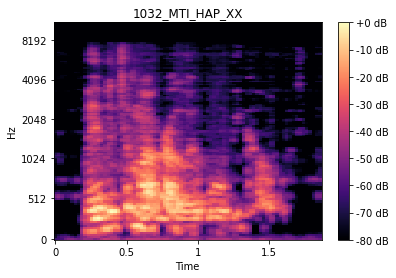 1032_MTI_HAP_XX
Hz
8192
4096
2048
1024
512
0
0
0.5
1
1.5
Time
+0 dB
-10 dB
-20 dB
-30 dB
-40 dB
-50 dB
-60 dB
-70 dB
-80 dB